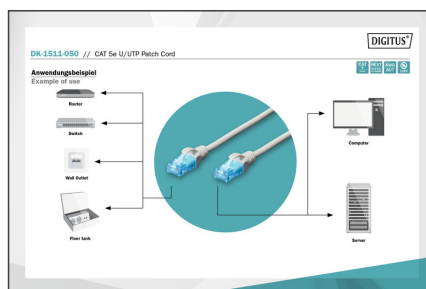 DIGITUS®
DK-1511-050 // CAT 5e U/UTP Patch Cord
CAT
Anwendungsbeispiel
Example of use
Router
Switch
Wall Outlet
Floor tank
Computer
Server